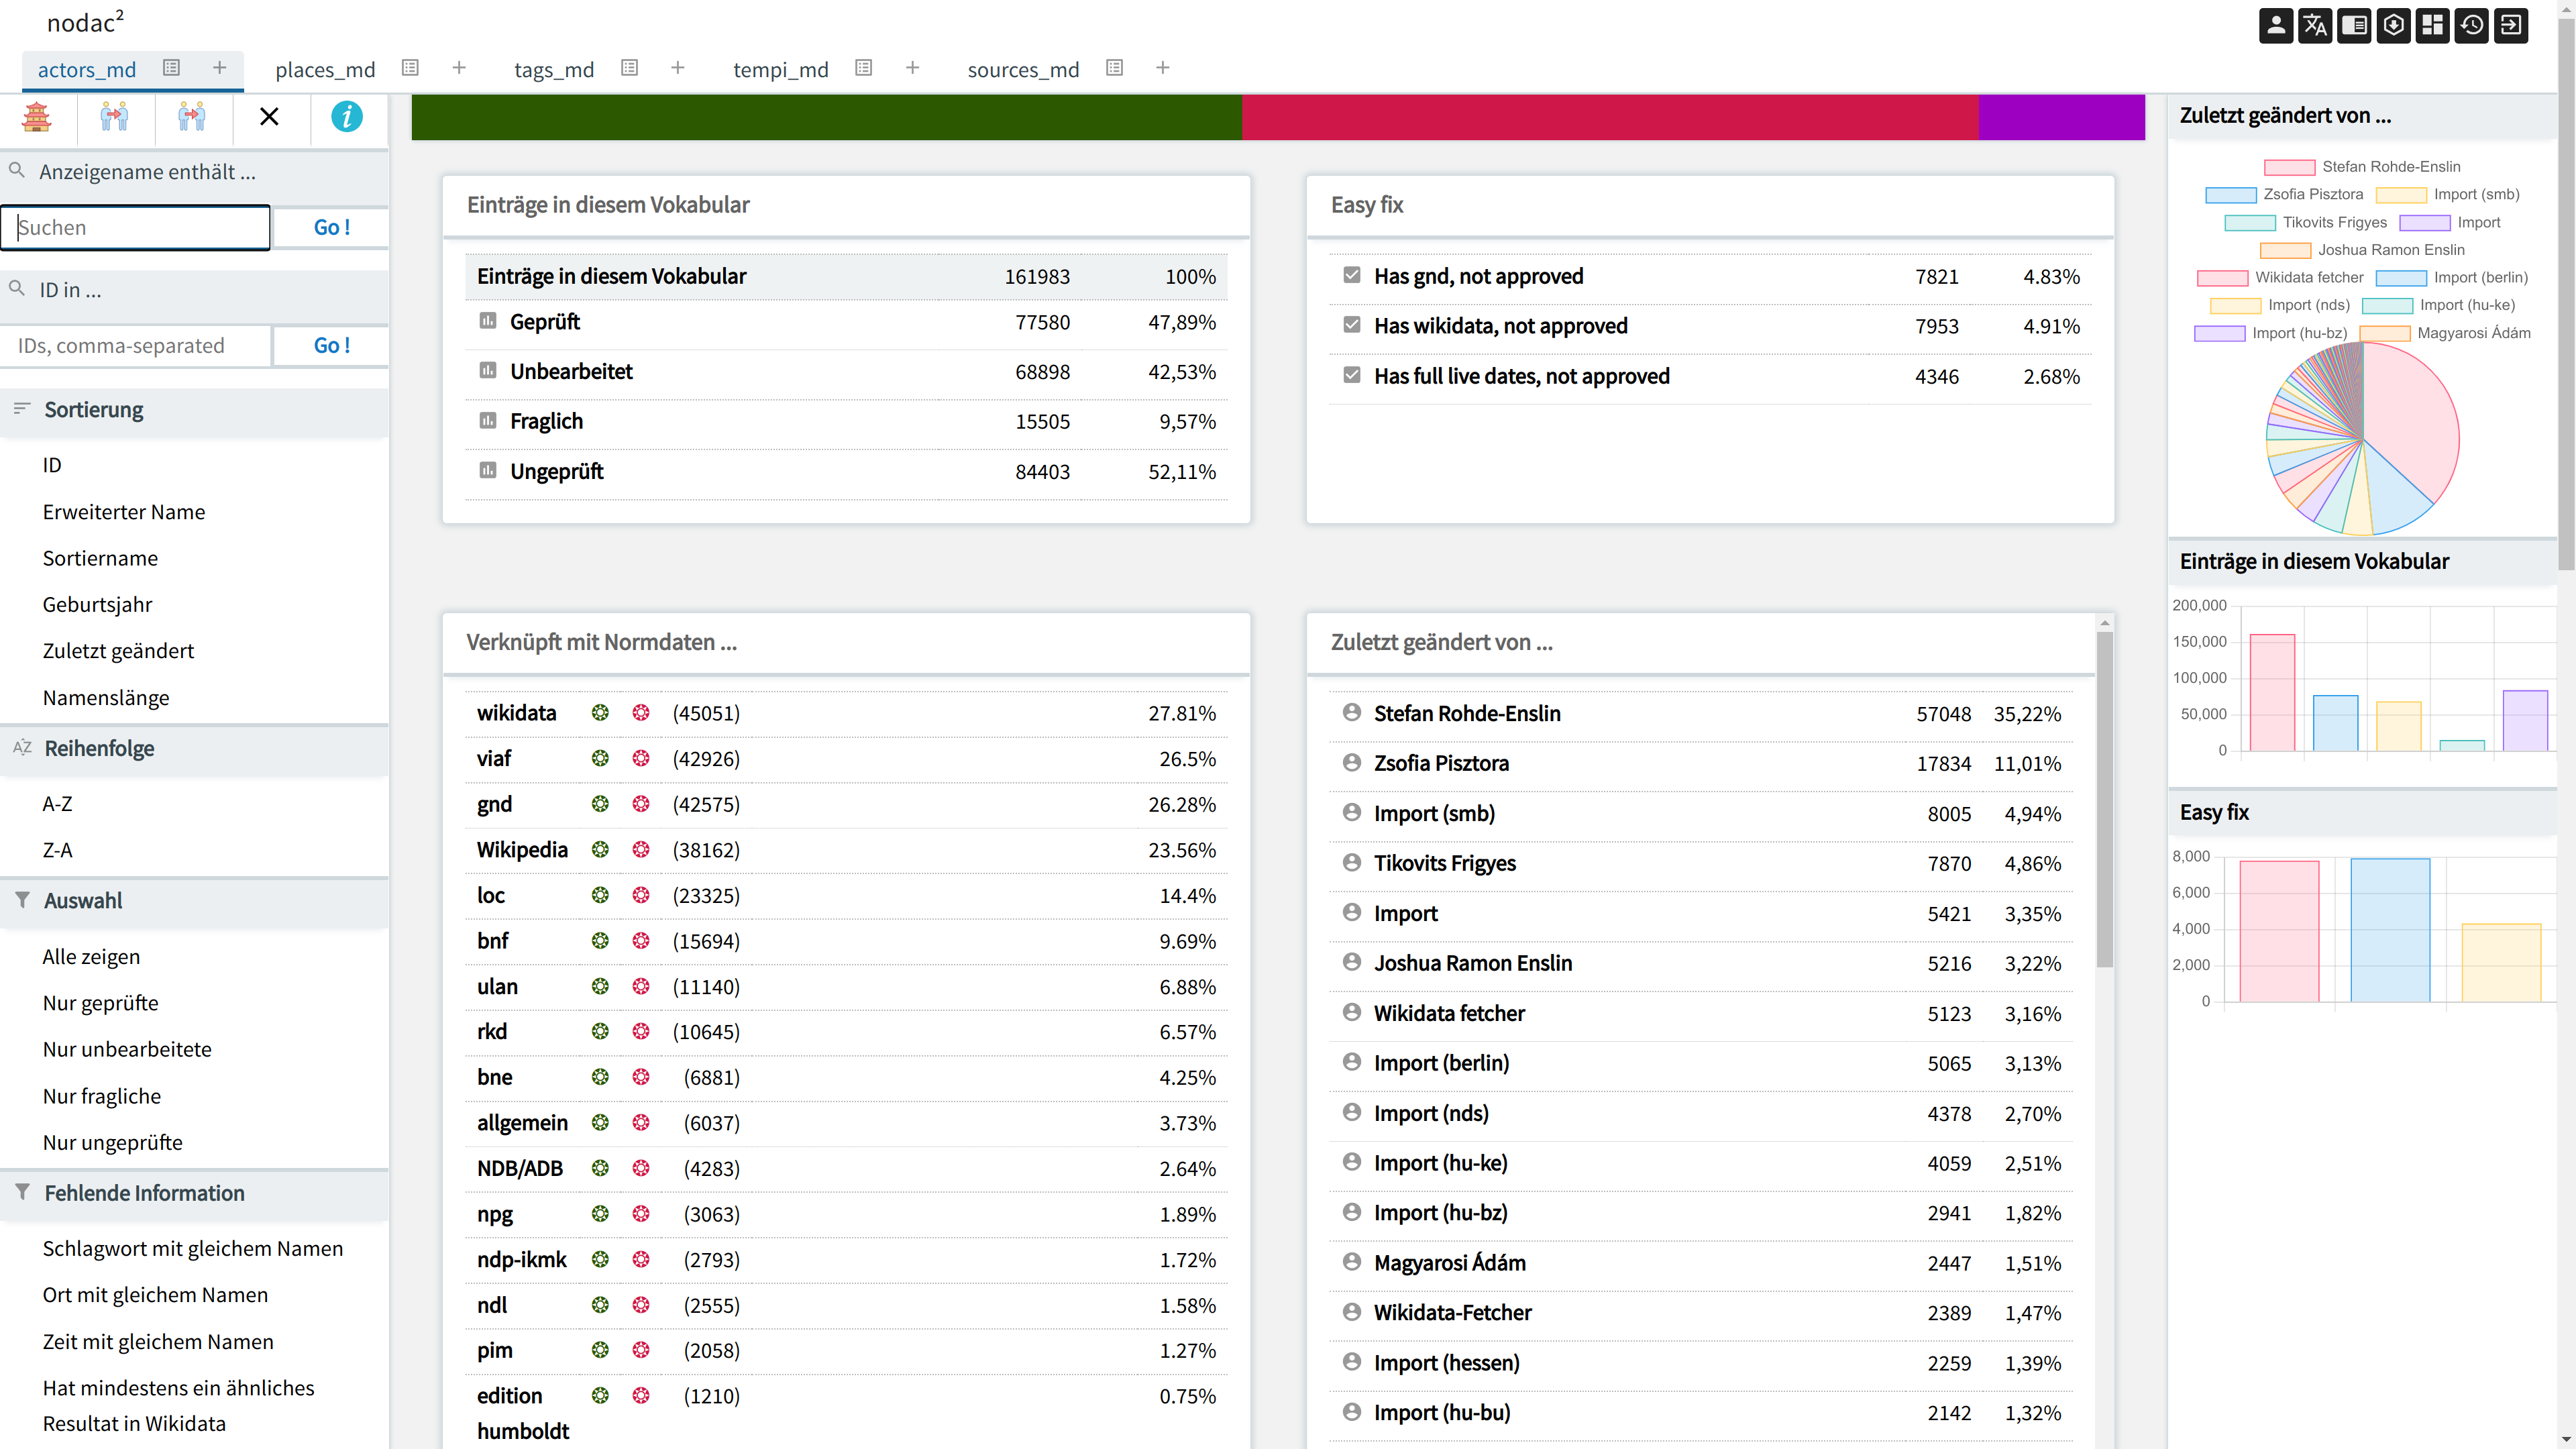 nodac²
actors_md
places_md
tags_md
tempi_md
sources_md
Anzeigename enthält ...
Suchen
Go !
ID in ...
IDs, comma-separated
Go !
Sortierung
ID
Erweiterter Name
Sortiername
Geburtsjahr
Zuletzt geändert
Namenslänge
Reihenfolge
A-Z
Z-A
Auswahl
Alle zeigen
Nur geprüfte
Nur unbearbeitete
Nur fragliche
Nur ungeprüfte
Fehlende Information
Schlagwort mit gleichem Namen
Ort mit gleichem Namen
Zeit mit gleichem Namen
Hat mindestens ein ähnliches
Resultat in Wikidata
Einträge in diesem Vokabular
Einträge in diesem Vokabular 161983 100%
Geprüft 77580 47,89%
Unbearbeitet 68898 42,53%
Fraglich 15505 9,57%
Ungeprüft 84403 52,11%
Easy fix
Has gnd, not approved 7821 4.83%
Has wikidata, not approved 7953 4.91%
Has full live dates, not approved 4346 2.68%
Verknüpft mit Normdaten ...
wikidata (45051) 27.81%
viaf (42926) 26.5%
gnd (42575) 26.28%
Wikipedia (38162) 23.56%
loc (23325) 14.4%
bnf (15694) 9.69%
ulan (11140) 6.88%
rkd (10645) 6.57%
bne (6881) 4.25%
allgemein (6037) 3.73%
NDB/ADB (4283) 2.64%
npg (3063) 1.89%
ndp-ikmk (2793) 1.72%
ndl (2555) 1.58%
pim (2058) 1.27%
edition (1210) 0.75%
humboldt
Zuletzt geändert von ...
Stefan Rohde-Enslin 57048 35,22%
Zsofia Pisztora 17834 11,01%
Import (smb) 8005 4,94%
Tikovits Frigyes 7870 4,86%
Import 5421 3,35%
Joshua Ramon Enslin 5216 3,22%
Wikidata fetcher 5123 3,16%
Import (berlin) 5065 3,13%
Import (nds) 4378 2,70%
Import (hu-ke) 4059 2,51%
Import (hu-bz) 2941 1,82%
Magyarosi Ádám 2447 1,51%
Wikidata-Fetcher 2389 1,47%
Import (hessen) 2259 1,39%
Import (hu-bu) 2142 1,32%
Zuletzt geändert von ...
Stefan Rohde-Enslin
Zsofia Pisztora Import (smb)
Tikovits Frigyes Import
Joshua Ramon Enslin
Wikidata fetcher Import (berlin)
Import (nds) Import (hu-ke)
Import (hu-bz) Magyarosi Ádám
Einträge in diesem Vokabular
200,000
150,000
100,000
50,000
0
Easy fix
8,000
6,000
4,000
2,000
0